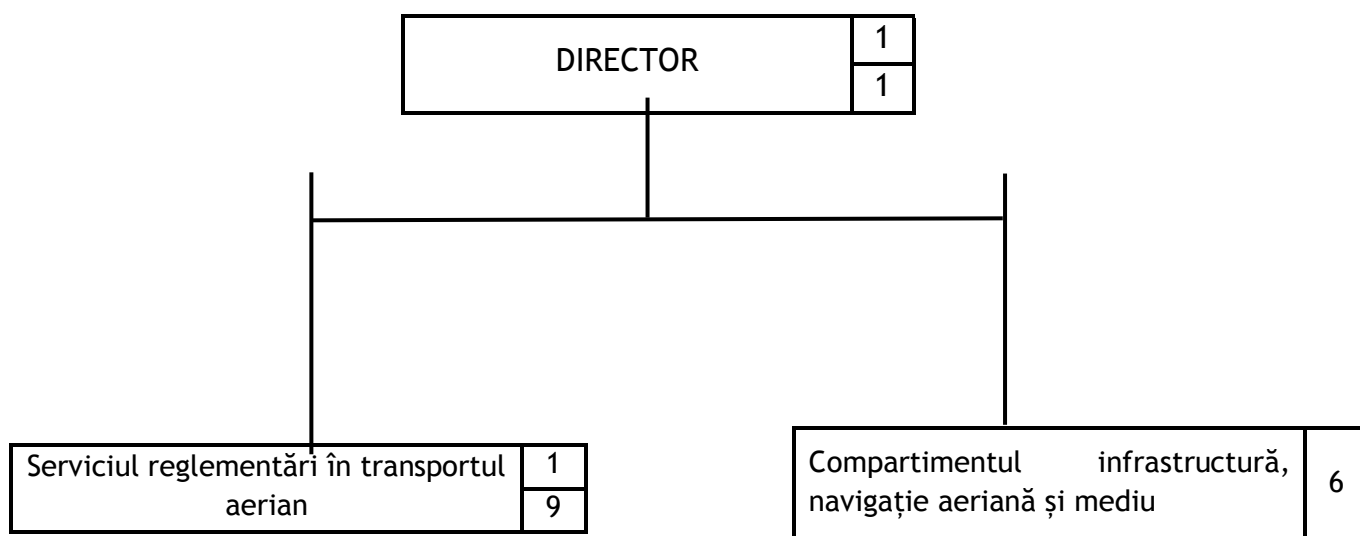 DIRECTOR
1
1
Serviciul reglementări în transportul
aerian
1
9
Compartimentul infrastructură,
navigație aeriană și mediu
6